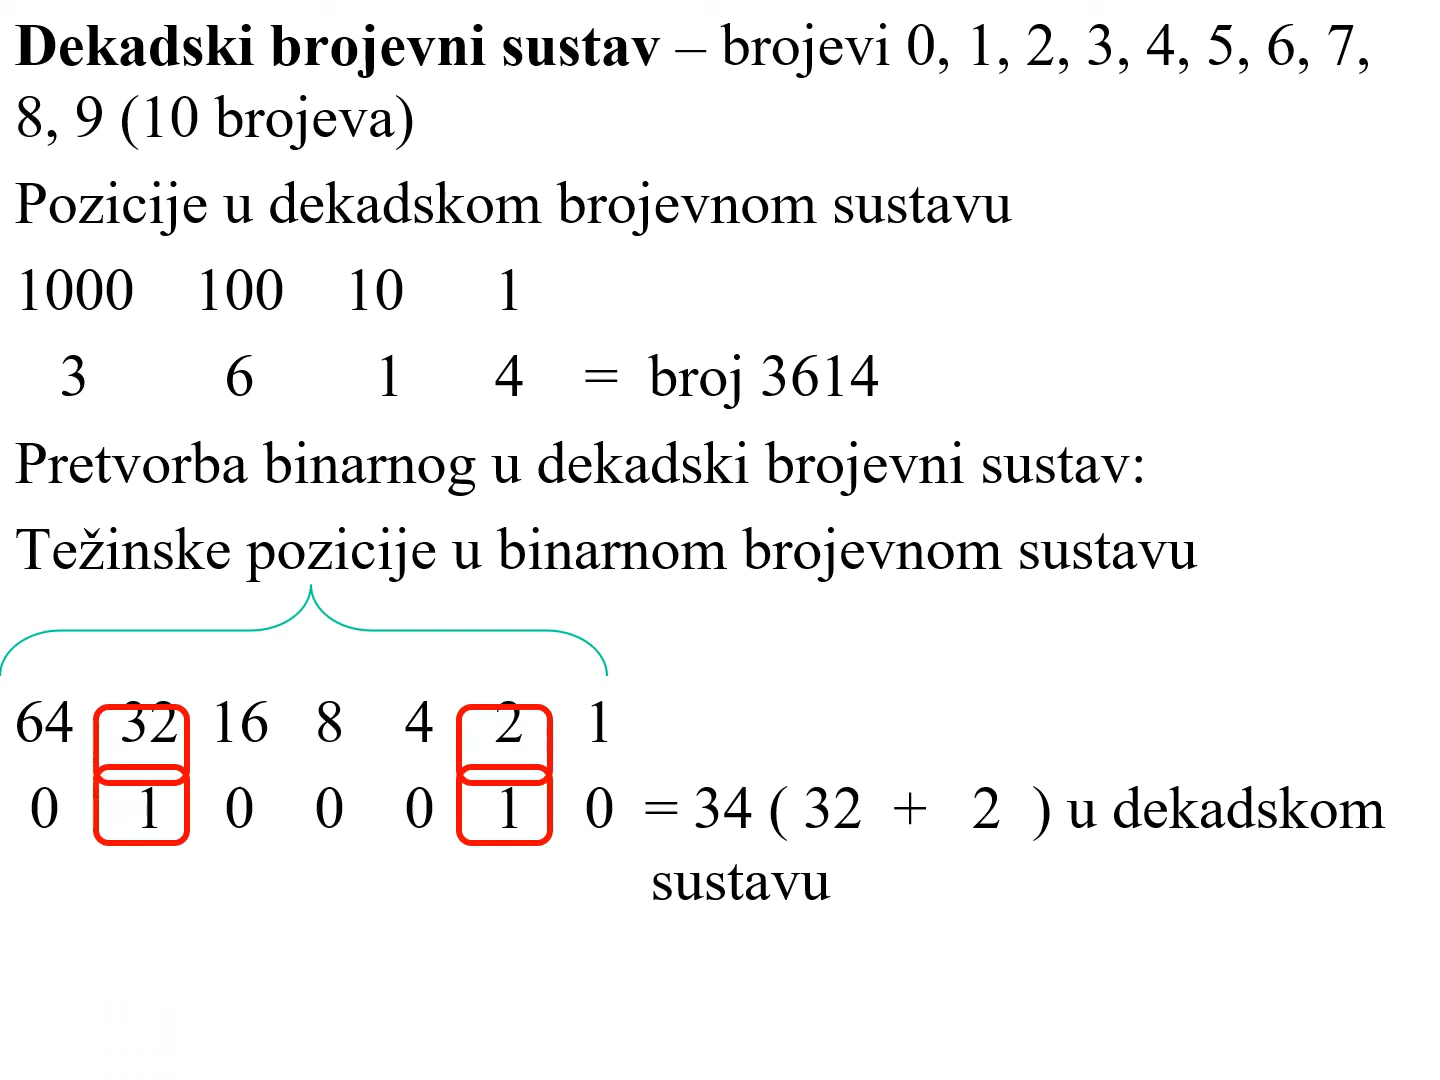 Dekadski brojevni sustav – brojevi 0, 1, 2, 3, 4, 5, 6, 7,
8, 9 (10 brojeva)
Pozicije u dekadskom brojevnom sustavu
1000 100 10 1
3 6 1 4 = broj 3614
Pretvorba binarnog u dekadski brojevni sustav:
Težinske pozicije u binarnom brojevnom sustavu
64 32 16 8 4 2 1
0 1 0 0 0 1 0 = 34 ( 32 + 2 ) u dekadskom
sustavu